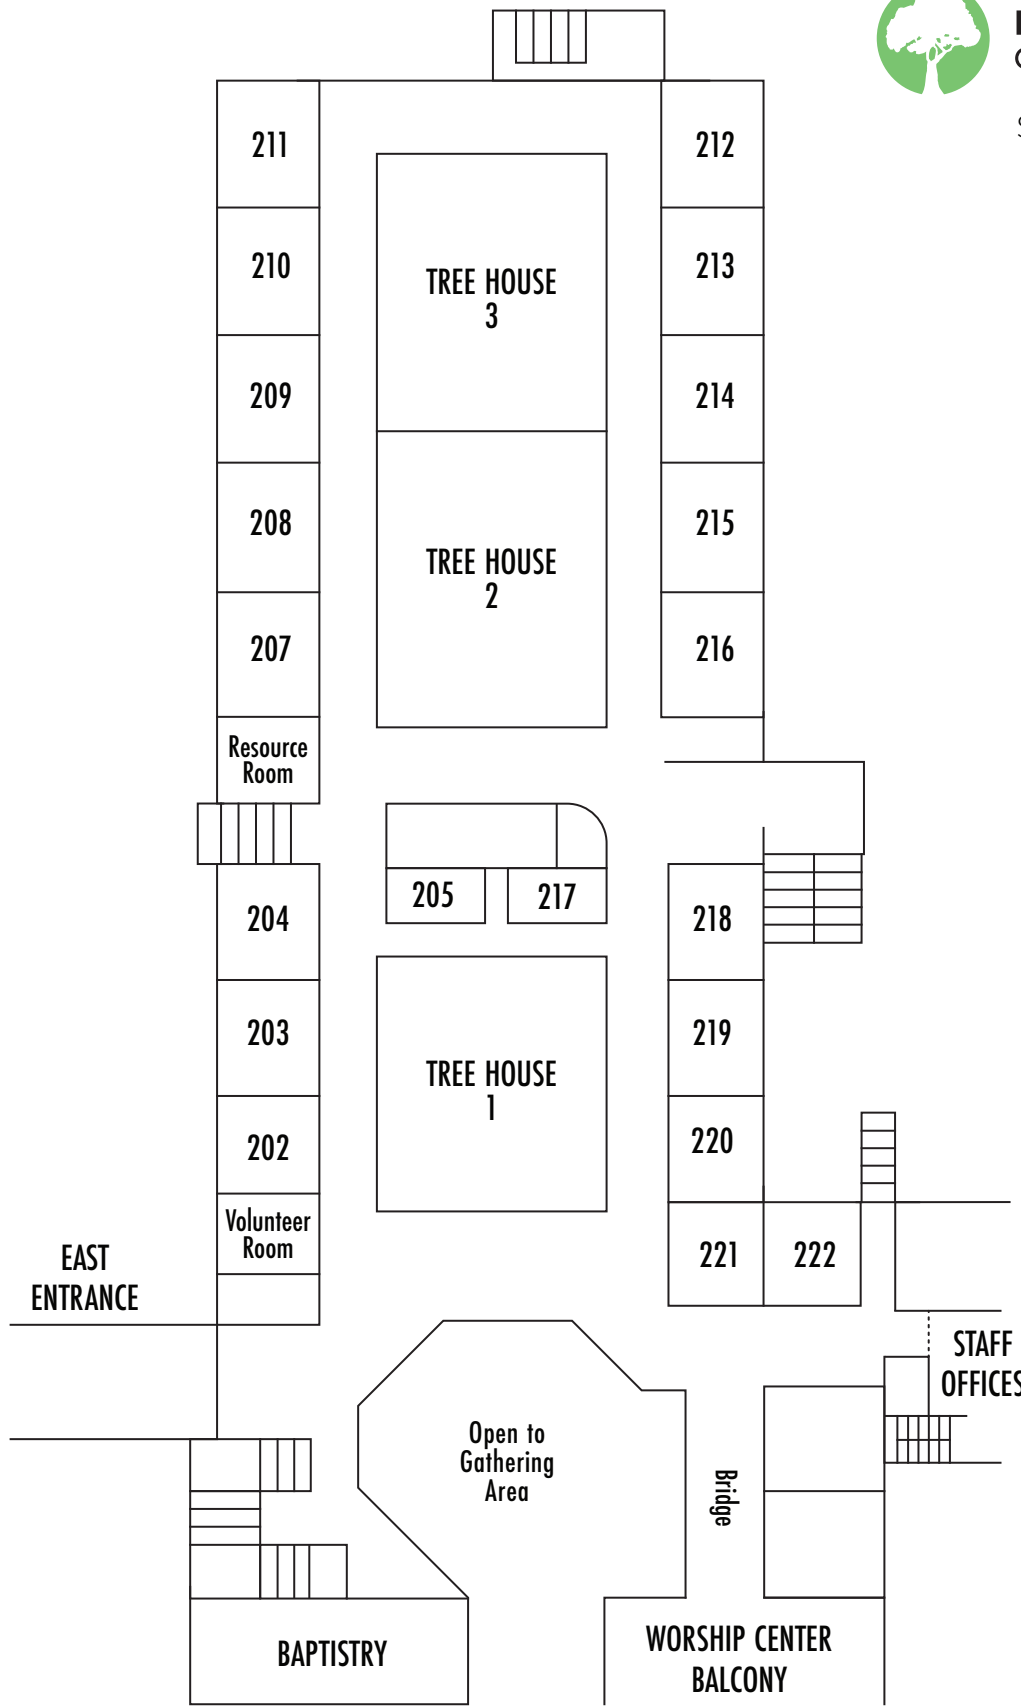 211
212
210
213
TREE HOUSE
3
209
214
208
215
TREE HOUSE
2
207
216
Resource
Room
205
217
204
218
203
219
TREE HOUSE
1
202
220
Volunteer
Room
221
222
EAST
ENTRANCE
STAFF
OFFICES
Open to
Gathering
Area
Bridge
BAPTISTRY
WORSHIP CENTER
BALCONY